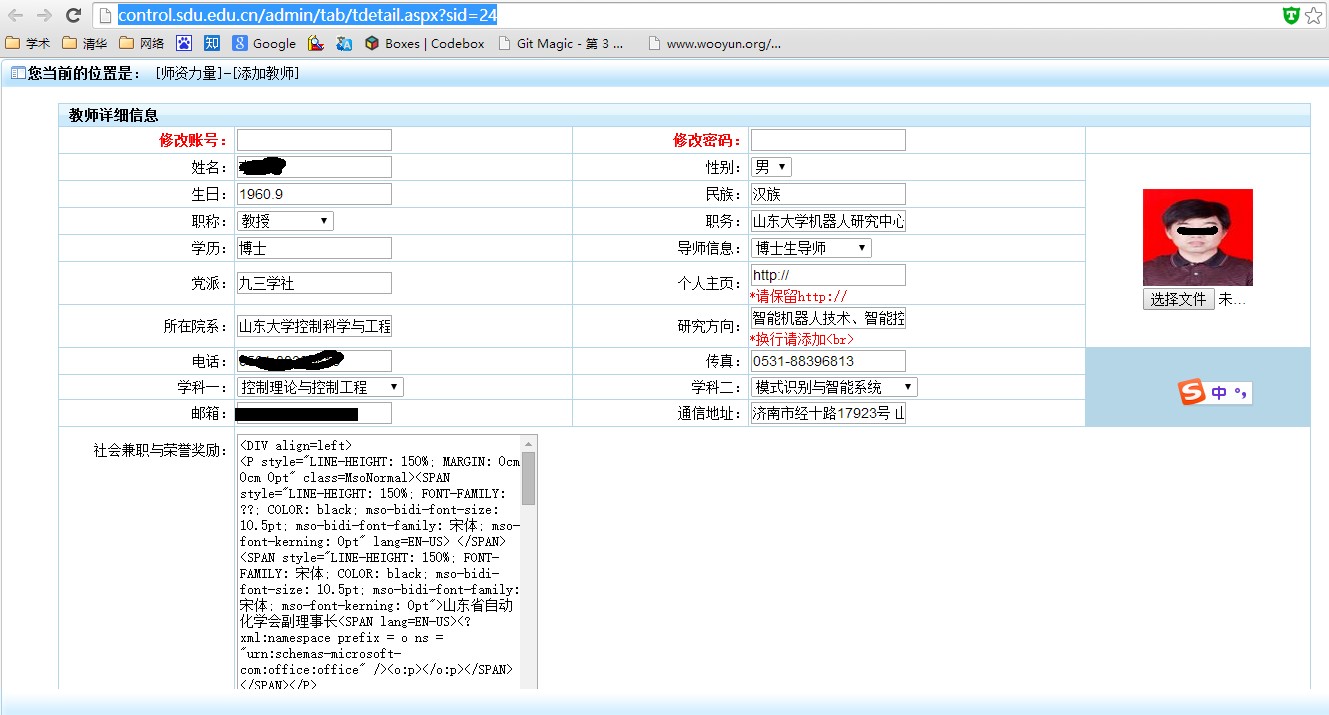 control.sdu.edu.cn/admin/tab/tdetail.aspx?sid=24
学术 清华 网络 知 Google Boxes | Codebox Git Magic - 第 3 ... www.wooyun.org/...
您当前的位置是： [师资力量]-[添加教师]
教师详细信息
修改账号： 修改密码：
姓名： 性别： 男
生日： 1960.9 民族： 汉族
职称： 教授 职务： 山东大学机器人研究中心
学历： 博士 导师信息： 博士生导师
党派： 九三学社 个人主页： http://
*请保留http://
选择文件 未...
所在院系： 山东大学控制科学与工程 研究方向： 智能机器人技术、智能控
*换行请添加<br>
电话： 传真： 0531-88396813
学科一： 控制理论与控制工程 学科二： 模式识别与智能系统
S 中 °,
邮箱： 通信地址： 济南市经十路17923号 山
社会兼职与荣誉奖励：
<DIV align=left>
<P style="LINE-HEIGHT: 150%; MARGIN: 0cm
0cm 0pt" class=MsoNormal><SPAN
style="LINE-HEIGHT: 150%; FONT-FAMILY:
??; COLOR: black; mso-bidi-font-size:
10.5pt; mso-bidi-font-family: 宋体; mso-
font-kerning: 0pt" lang=EN-US> </SPAN>
<SPAN style="LINE-HEIGHT: 150%; FONT-
FAMILY: 宋体; COLOR: black; mso-bidi-
font-size: 10.5pt; mso-bidi-font-family:
宋体; mso-font-kerning: 0pt">山东省自动
化学会副理事长<SPAN lang=EN-US><?
xml:namespace prefix = o ns =
"urn:schemas-microsoft-
com:office:office" /><o:p></o:p></SPAN>
</SPAN></P>